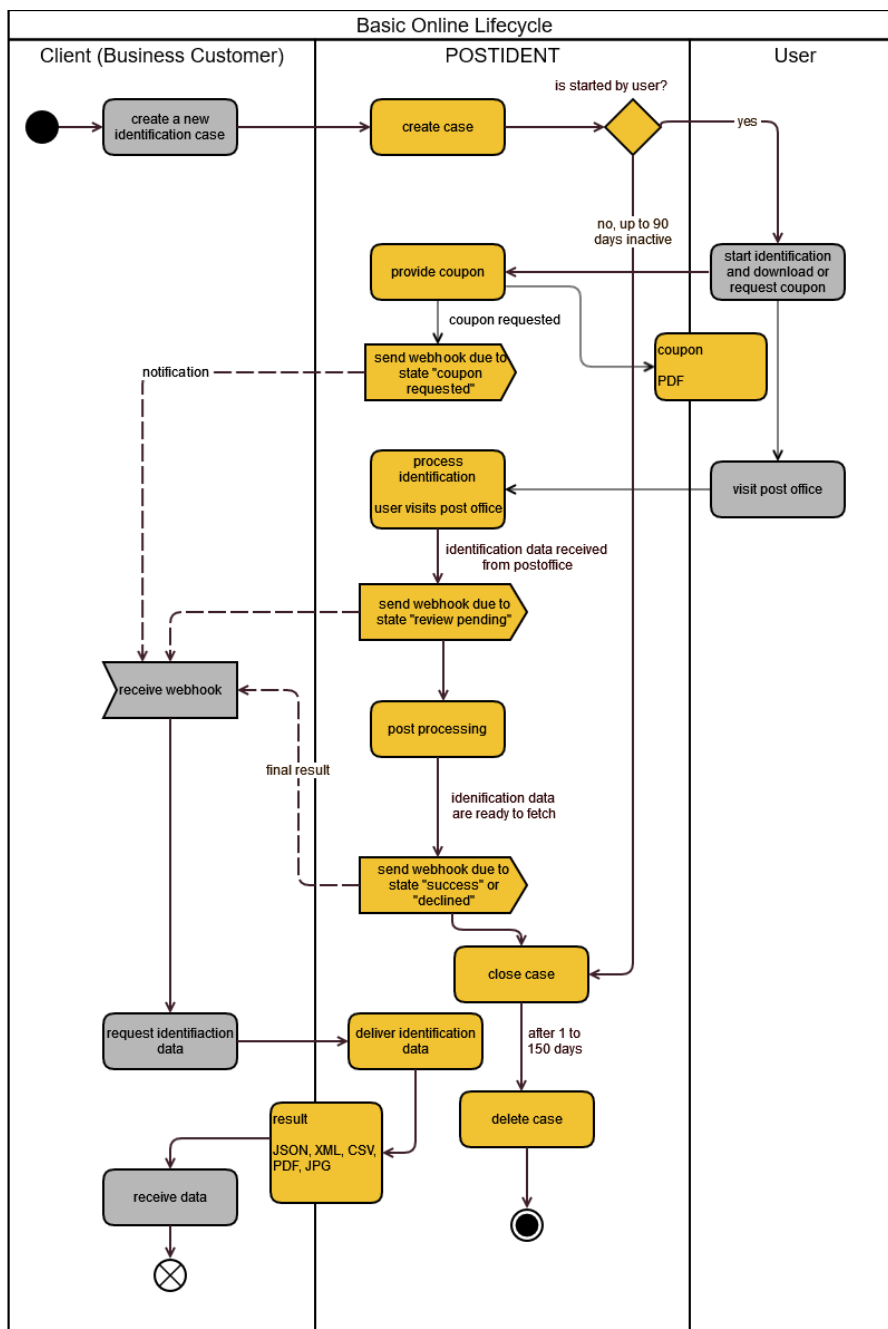 Basic Online Lifecycle
Client (Business Customer)
POSTIDENT
User
is started by user?
create a new
identification case
create case
yes
no, up to 90
days inactive
provide coupon
start identification
and download or
request coupon
coupon requested
notification
send webhook due to
state "coupon
requested"
coupon
PDF
process
identification
user visits post office
visit post office
identification data received
from postoffice
send webhook due to
state "review pending"
receive webhook
post processing
final result
idenification data
are ready to fetch
send webhook due to
state "success" or
"declined"
close case
request identifiaction
data
deliver identification
data
after 1 to
150 days
result
JSON, XML, CSV,
PDF, JPG
delete case
receive data